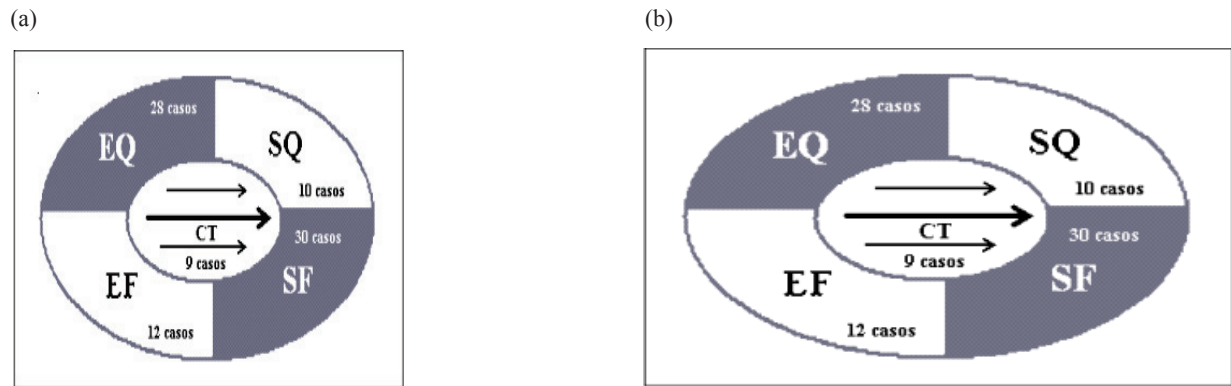 (a)
28 casos
EQ
SQ
10 casos
CT
30 casos
9 casos
EF
SF
12 casos
(b)
28 casos
EQ
SQ
10 casos
CT
30 casos
9 casos
EF
SF
12 casos